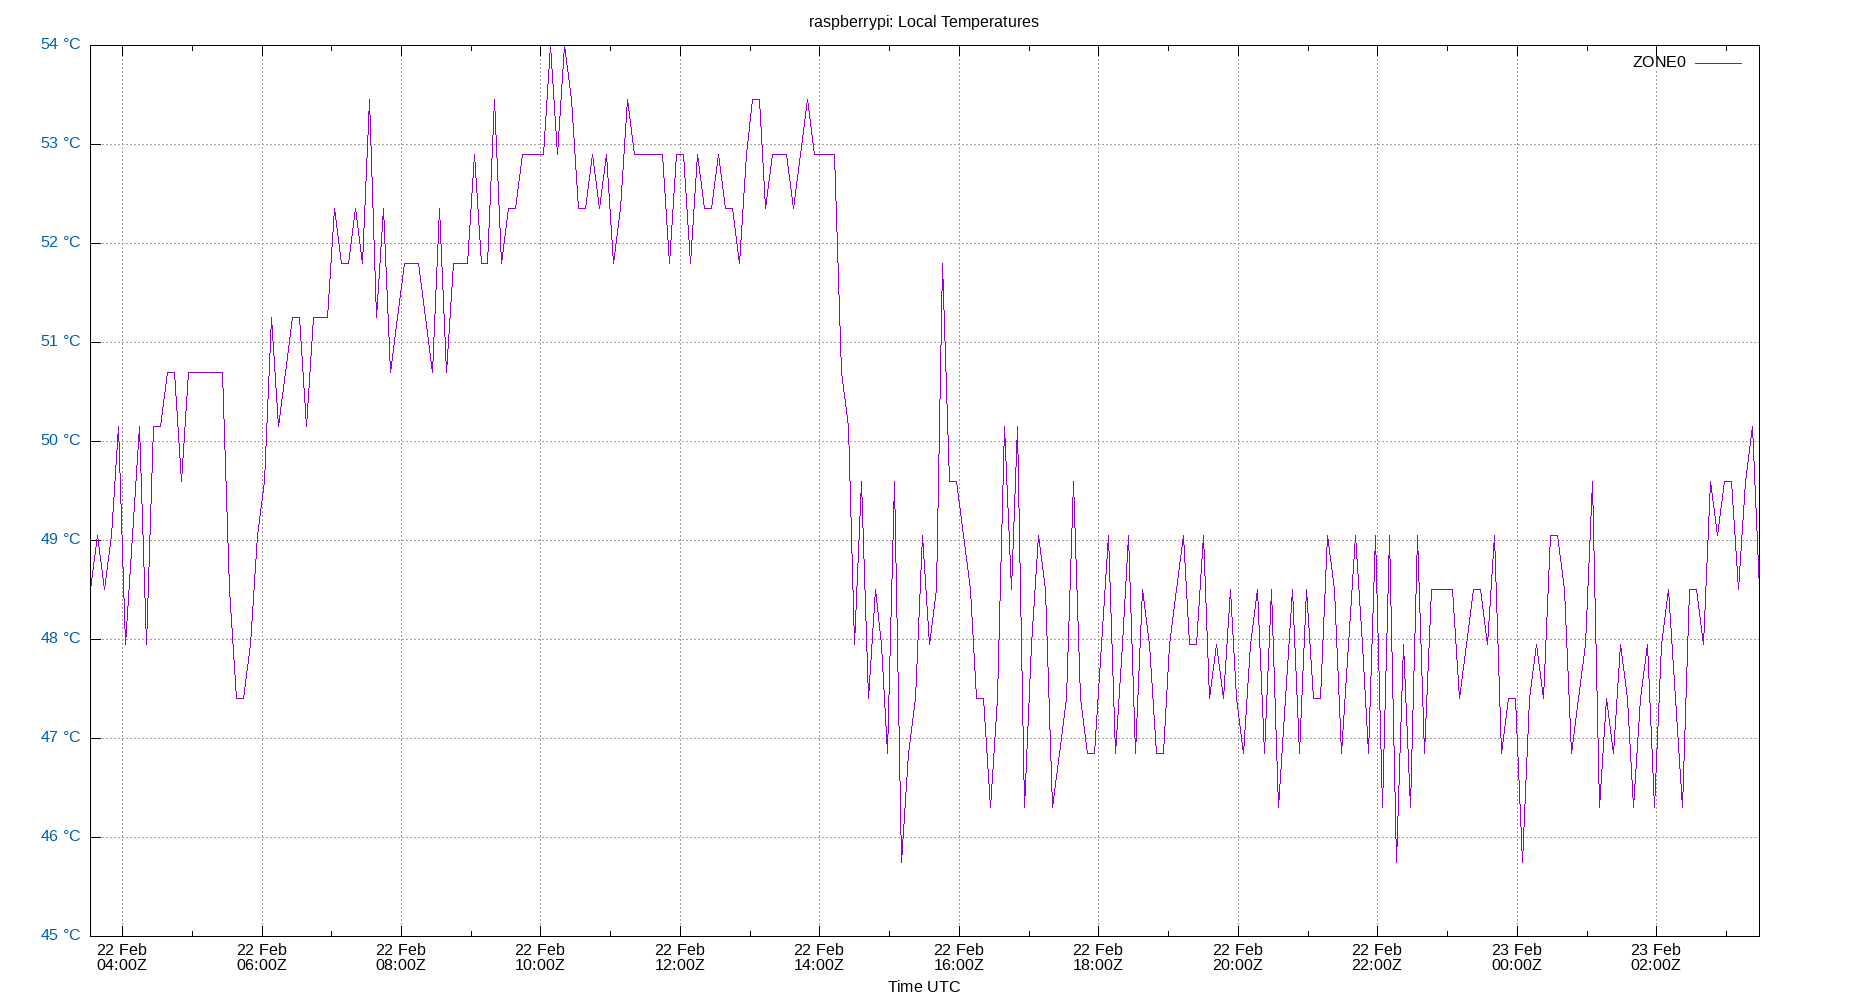 raspberrypi: Local Temperatures
54 °C
ZONE0
53 °C
52 °C
51 °C
50 °C
49 °C
48 °C
47 °C
46 °C
45 °C
22 Feb 22 Feb 22 Feb 22 Feb 22 Feb 22 Feb 22 Feb 22 Feb 22 Feb 22 Feb 23 Feb 23 Feb
04:00Z 06:00Z 08:00Z 10:00Z 12:00Z 14:00Z 16:00Z 18:00Z 20:00Z 22:00Z 00:00Z 02:00Z
Time UTC